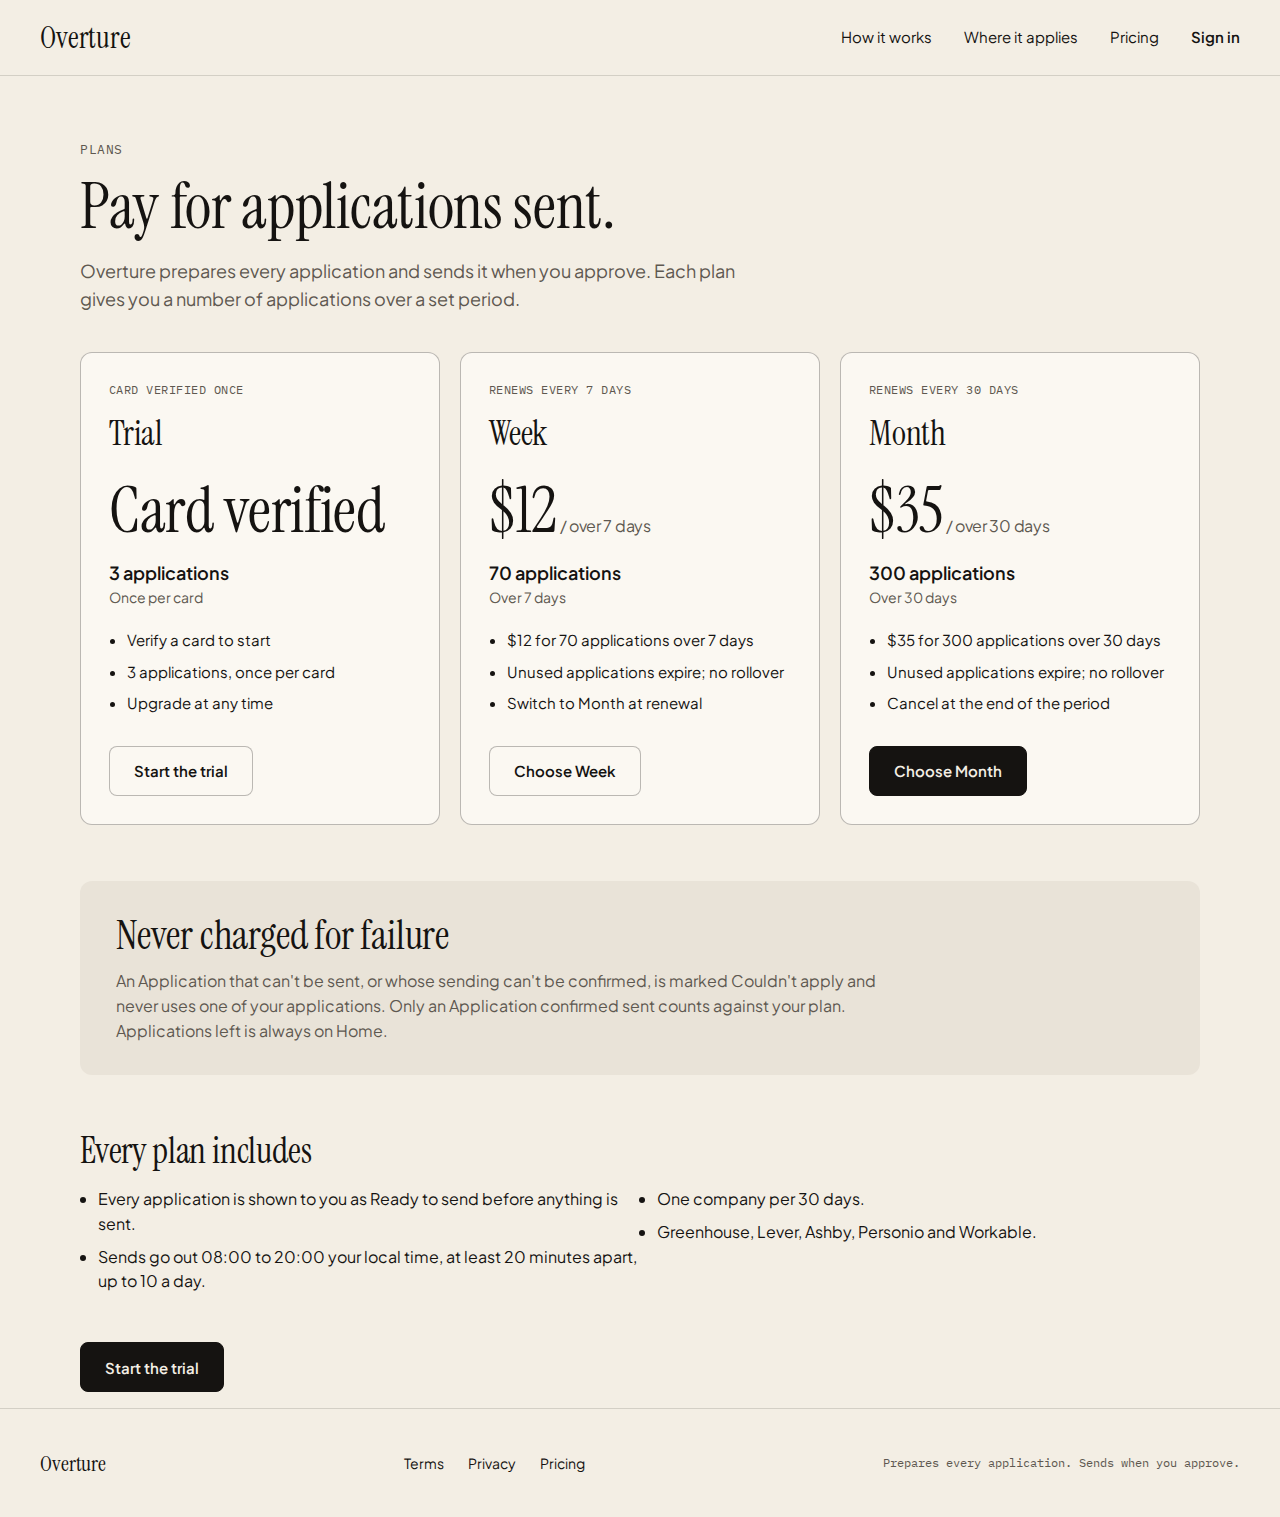 Overture
How it works
Where it applies
Pricing
Sign in
PLANS
Pay for applications sent.
Overture prepares every application and sends it when you approve. Each plan
gives you a number of applications over a set period.
CARD VERIFIED ONCE
Trial
Card verified
3 applications
Once per card
• Verify a card to start
• 3 applications, once per card
• Upgrade at any time
Start the trial
RENEWS EVERY 7 DAYS
Week
$12 / over 7 days
70 applications
Over 7 days
• $12 for 70 applications over 7 days
• Unused applications expire; no rollover
• Switch to Month at renewal
Choose Week
RENEWS EVERY 30 DAYS
Month
$35 / over 30 days
300 applications
Over 30 days
• $35 for 300 applications over 30 days
• Unused applications expire; no rollover
• Cancel at the end of the period
Choose Month
Never charged for failure
An Application that can't be sent, or whose sending can't be confirmed, is marked Couldn't apply and
never uses one of your applications. Only an Application confirmed sent counts against your plan.
Applications left is always on Home.
Every plan includes
• Every application is shown to you as Ready to send before anything is
sent.
• Sends go out 08:00 to 20:00 your local time, at least 20 minutes apart,
up to 10 a day.
• One company per 30 days.
• Greenhouse, Lever, Ashby, Personio and Workable.
Start the trial
Overture
Terms
Privacy
Pricing
Prepares every application. Sends when you approve.